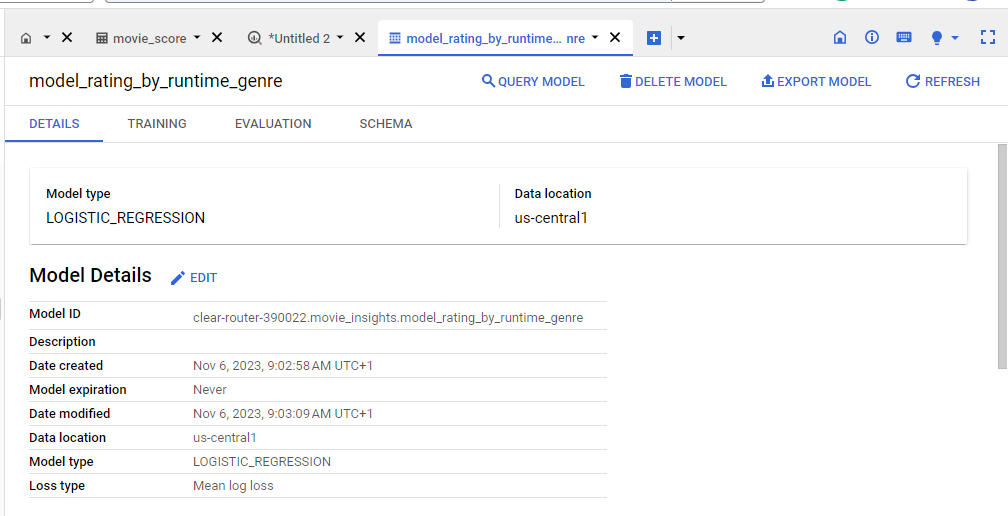 movie_score *Untitled 2 model_rating_by_runtime... nre
model_rating_by_runtime_genre QUERY MODEL DELETE MODEL EXPORT MODEL REFRESH
DETAILS TRAINING EVALUATION SCHEMA
Model type Data location
LOGISTIC_REGRESSION us-central1
Model Details EDIT
Model ID clear-router-390022.movie_insights.model_rating_by_runtime_genre
Description
Date created Nov 6, 2023, 9:02:58 AM UTC+1
Model expiration Never
Date modified Nov 6, 2023, 9:03:09 AM UTC+1
Data location us-central1
Model type LOGISTIC_REGRESSION
Loss type Mean log loss